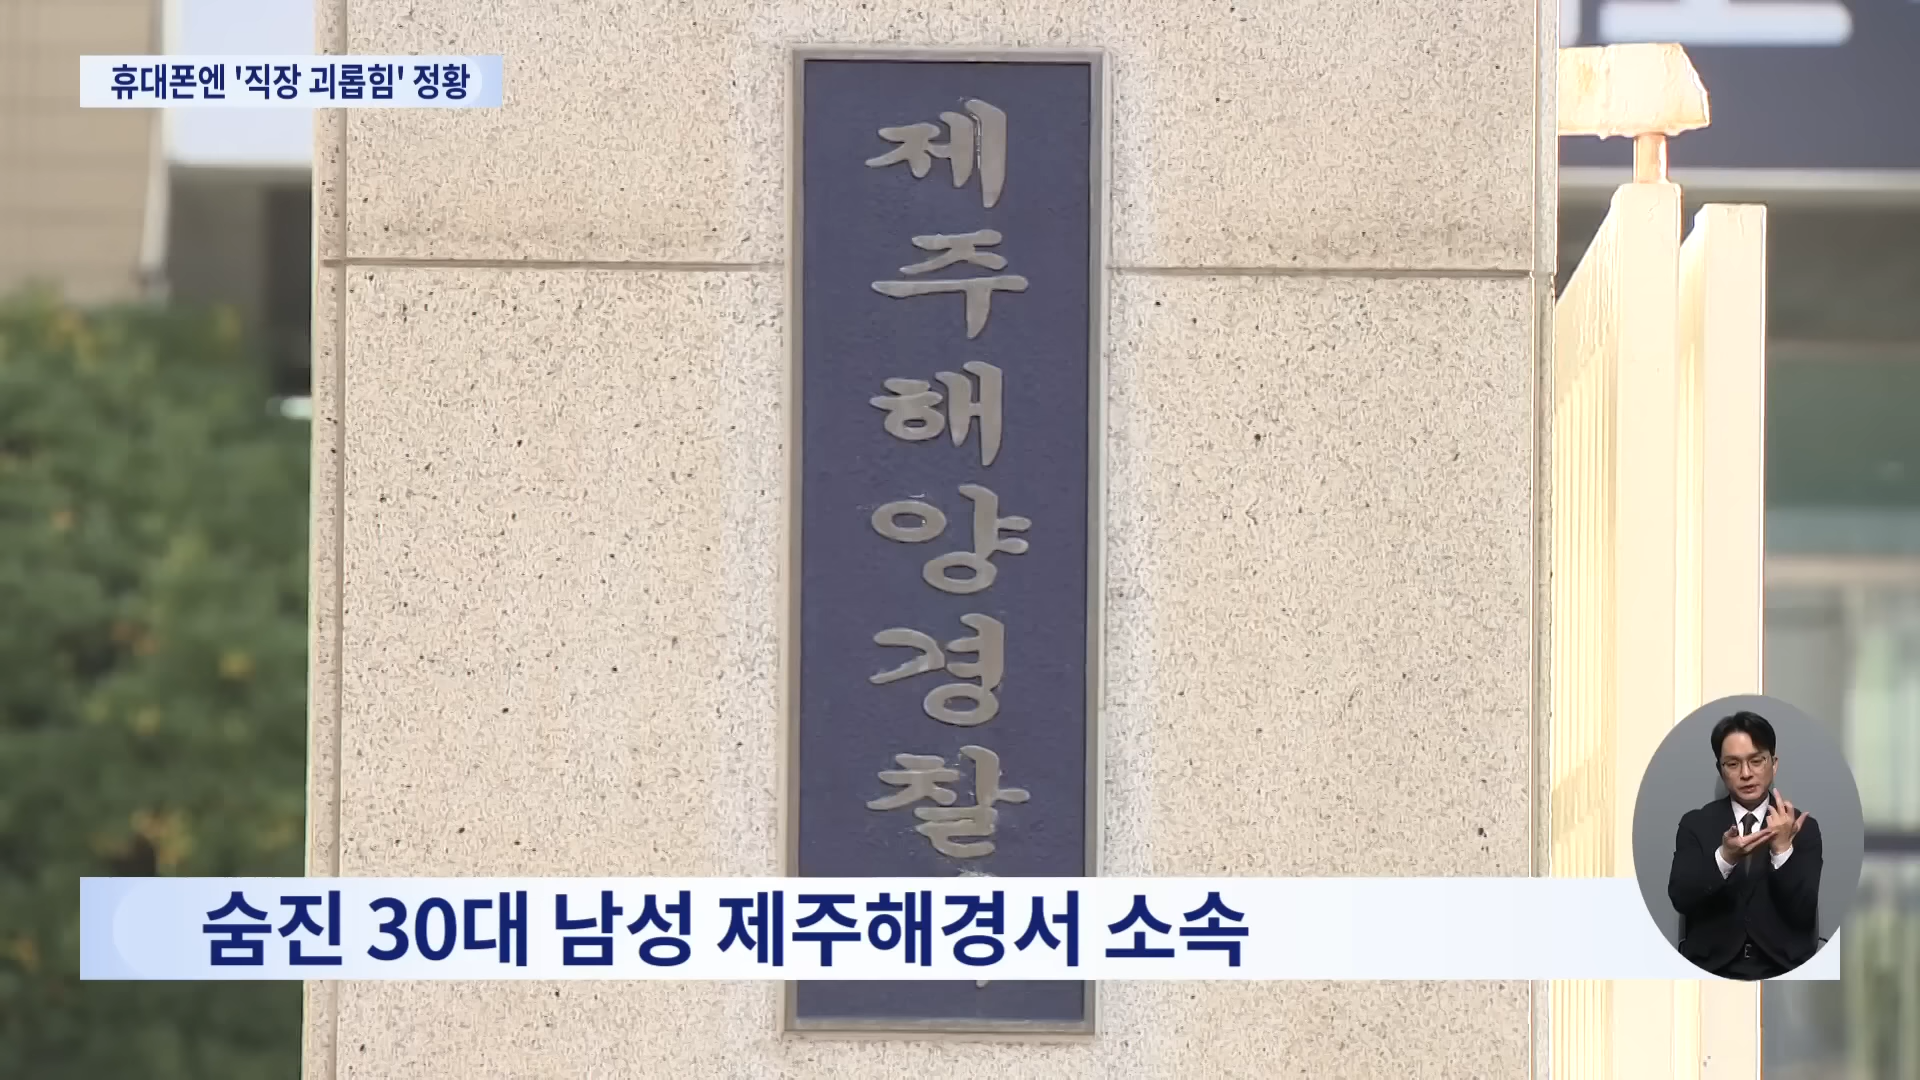 휴대폰엔 '직장 괴롭힘' 정황
제주해양경찰
숨진 30대 남성 제주해경서 소속